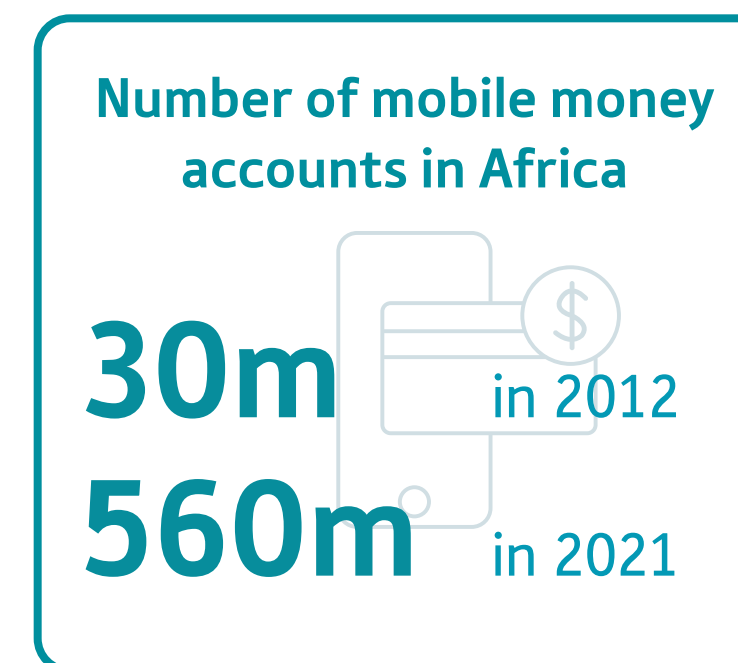 Number of mobile money
accounts in Africa
$
30m in 2012
560m in 2021